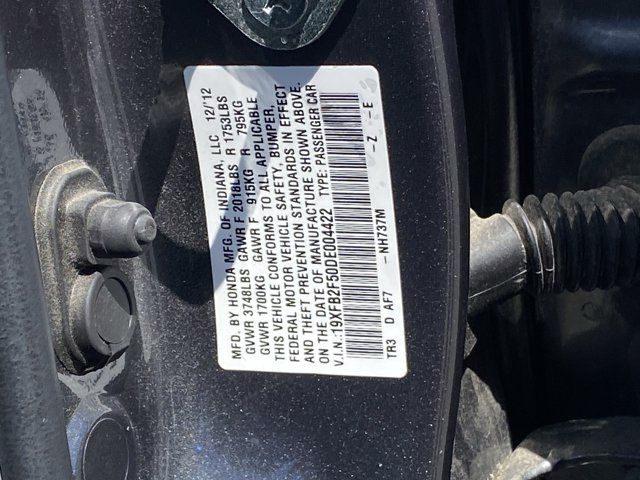 MFD. BY HONDA MFG. OF INDIANA, LLC 12/'12
GVWR 3748LBS GAWR F 2018LBS R 1753LBS
GVWR 1700KG GAWR F 915KG R 795KG
THIS VEHICLE CONFORMS TO ALL APPLICABLE
FEDERAL MOTOR VEHICLE SAFETY, BUMPER,
AND THEFT PREVENTION STANDARDS IN EFFECT
ON THE DATE OF MANUFACTURE SHOWN ABOVE.
V.I.N.:19XFB2F50DE004422 TYPE: PASSENGER CAR
TR3 D AF7 -NH737M -Z -E